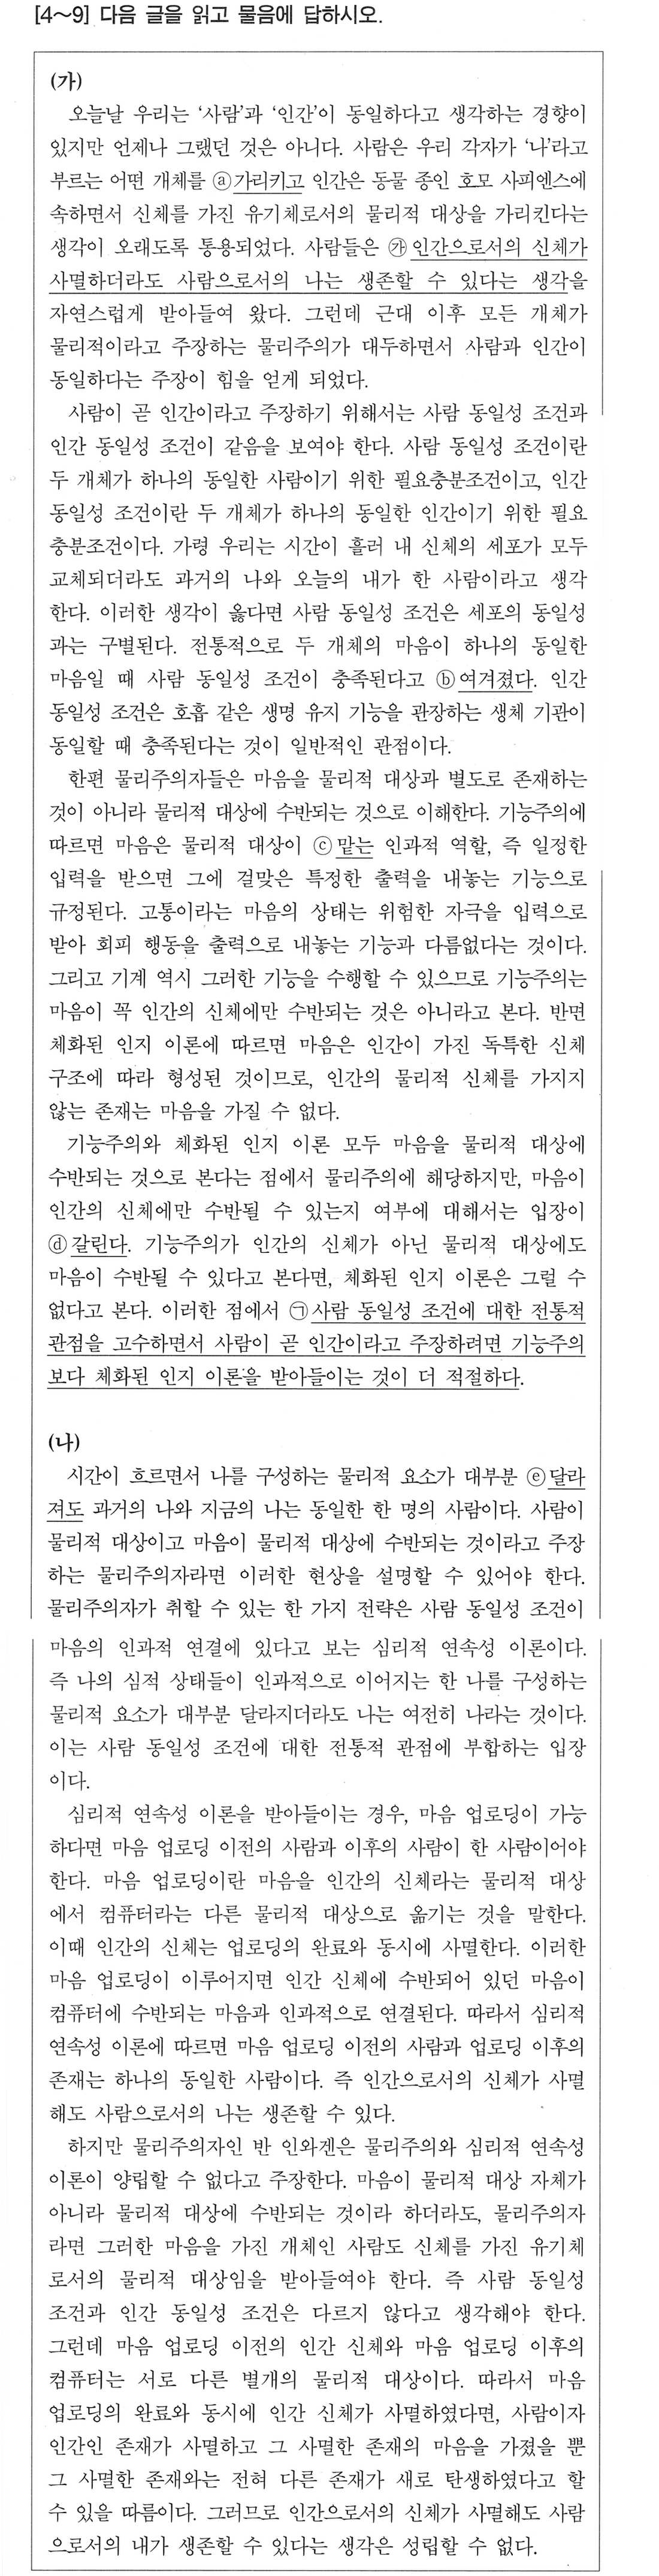 [4～9] 다음 글을 읽고 물음에 답하시오.
(가)
오늘날 우리는 ‘사람’과 ‘인간’이 동일하다고 생각하는 경향이
있지만 언제나 그랬던 것은 아니다. 사람은 우리 각자가 ‘나’라고
부르는 어떤 개체를 ⓐ가리키고 인간은 동물 종인 호모 사피엔스에
속하면서 신체를 가진 유기체로서의 물리적 대상을 가리킨다는
생각이 오래도록 통용되었다. 사람들은 ㉮인간으로서의 신체가
사멸하더라도 사람으로서의 나는 생존할 수 있다는 생각을
자연스럽게 받아들여 왔다. 그런데 근대 이후 모든 개체가
물리적이라고 주장하는 물리주의가 대두하면서 사람과 인간이
동일하다는 주장이 힘을 얻게 되었다.
사람이 곧 인간이라고 주장하기 위해서는 사람 동일성 조건과
인간 동일성 조건이 같음을 보여야 한다. 사람 동일성 조건이란
두 개체가 하나의 동일한 사람이기 위한 필요충분조건이고, 인간
동일성 조건이란 두 개체가 하나의 동일한 인간이기 위한 필요
충분조건이다. 가령 우리는 시간이 흘러 내 신체의 세포가 모두
교체되더라도 과거의 나와 오늘의 내가 한 사람이라고 생각
한다. 이러한 생각이 옳다면 사람 동일성 조건은 세포의 동일성
과는 구별된다. 전통적으로 두 개체의 마음이 하나의 동일한
마음일 때 사람 동일성 조건이 충족된다고 ⓑ여겨졌다. 인간
동일성 조건은 호흡 같은 생명 유지 기능을 관장하는 생체 기관이
동일할 때 충족된다는 것이 일반적인 관점이다.
한편 물리주의자들은 마음을 물리적 대상과 별도로 존재하는
것이 아니라 물리적 대상에 수반되는 것으로 이해한다. 기능주의에
따르면 마음은 물리적 대상이 ⓒ맡는 인과적 역할, 즉 일정한
입력을 받으면 그에 걸맞은 특정한 출력을 내놓는 기능으로
규정된다. 고통이라는 마음의 상태는 위험한 자극을 입력으로
받아 회피 행동을 출력으로 내놓는 기능과 다름없다는 것이다.
그리고 기계 역시 그러한 기능을 수행할 수 있으므로 기능주의는
마음이 꼭 인간의 신체에만 수반되는 것은 아니라고 본다. 반면
체화된 인지 이론에 따르면 마음은 인간이 가진 독특한 신체
구조에 따라 형성된 것이므로, 인간의 물리적 신체를 가지지
않는 존재는 마음을 가질 수 없다.
기능주의와 체화된 인지 이론 모두 마음을 물리적 대상에
수반되는 것으로 본다는 점에서 물리주의에 해당하지만, 마음이
인간의 신체에만 수반될 수 있는지 여부에 대해서는 입장이
ⓓ갈린다. 기능주의가 인간의 신체가 아닌 물리적 대상에도
마음이 수반될 수 있다고 본다면, 체화된 인지 이론은 그럴 수
없다고 본다. 이러한 점에서 ㉠사람 동일성 조건에 대한 전통적
관점을 고수하면서 사람이 곧 인간이라고 주장하려면 기능주의
보다 체화된 인지 이론을 받아들이는 것이 더 적절하다.
(나)
시간이 흐르면서 나를 구성하는 물리적 요소가 대부분 ⓔ달라
져도 과거의 나와 지금의 나는 동일한 한 명의 사람이다. 사람이
물리적 대상이고 마음이 물리적 대상에 수반되는 것이라고 주장
하는 물리주의자라면 이러한 현상을 설명할 수 있어야 한다.
물리주의자가 취할 수 있는 한 가지 전략은 사람 동일성 조건이
마음의 인과적 연결에 있다고 보는 심리적 연속성 이론이다.
즉 나의 심적 상태들이 인과적으로 이어지는 한 나를 구성하는
물리적 요소가 대부분 달라지더라도 나는 여전히 나라는 것이다.
이는 사람 동일성 조건에 대한 전통적 관점에 부합하는 입장
이다.
심리적 연속성 이론을 받아들이는 경우, 마음 업로딩이 가능
하다면 마음 업로딩 이전의 사람과 이후의 사람이 한 사람이어야
한다. 마음 업로딩이란 마음을 인간의 신체라는 물리적 대상
에서 컴퓨터라는 다른 물리적 대상으로 옮기는 것을 말한다.
이때 인간의 신체는 업로딩의 완료와 동시에 사멸한다. 이러한
마음 업로딩이 이루어지면 인간 신체에 수반되어 있던 마음이
컴퓨터에 수반되는 마음과 인과적으로 연결된다. 따라서 심리적
연속성 이론에 따르면 마음 업로딩 이전의 사람과 업로딩 이후의
존재는 하나의 동일한 사람이다. 즉 인간으로서의 신체가 사멸
해도 사람으로서의 나는 생존할 수 있다.
하지만 물리주의자인 반 인와겐은 물리주의와 심리적 연속성
이론이 양립할 수 없다고 주장한다. 마음이 물리적 대상 자체가
아니라 물리적 대상에 수반되는 것이라 하더라도, 물리주의자
라면 그러한 마음을 가진 개체인 사람도 신체를 가진 유기체
로서의 물리적 대상임을 받아들여야 한다. 즉 사람 동일성
조건과 인간 동일성 조건은 다르지 않다고 생각해야 한다.
그런데 마음 업로딩 이전의 인간 신체와 마음 업로딩 이후의
컴퓨터는 서로 다른 별개의 물리적 대상이다. 따라서 마음
업로딩의 완료와 동시에 인간 신체가 사멸하였다면, 사람이자
인간인 존재가 사멸하고 그 사멸한 존재의 마음을 가졌을 뿐
그 사멸한 존재와는 전혀 다른 존재가 새로 탄생하였다고 할
수 있을 따름이다. 그러므로 인간으로서의 신체가 사멸해도 사람
으로서의 내가 생존할 수 있다는 생각은 성립할 수 없다.